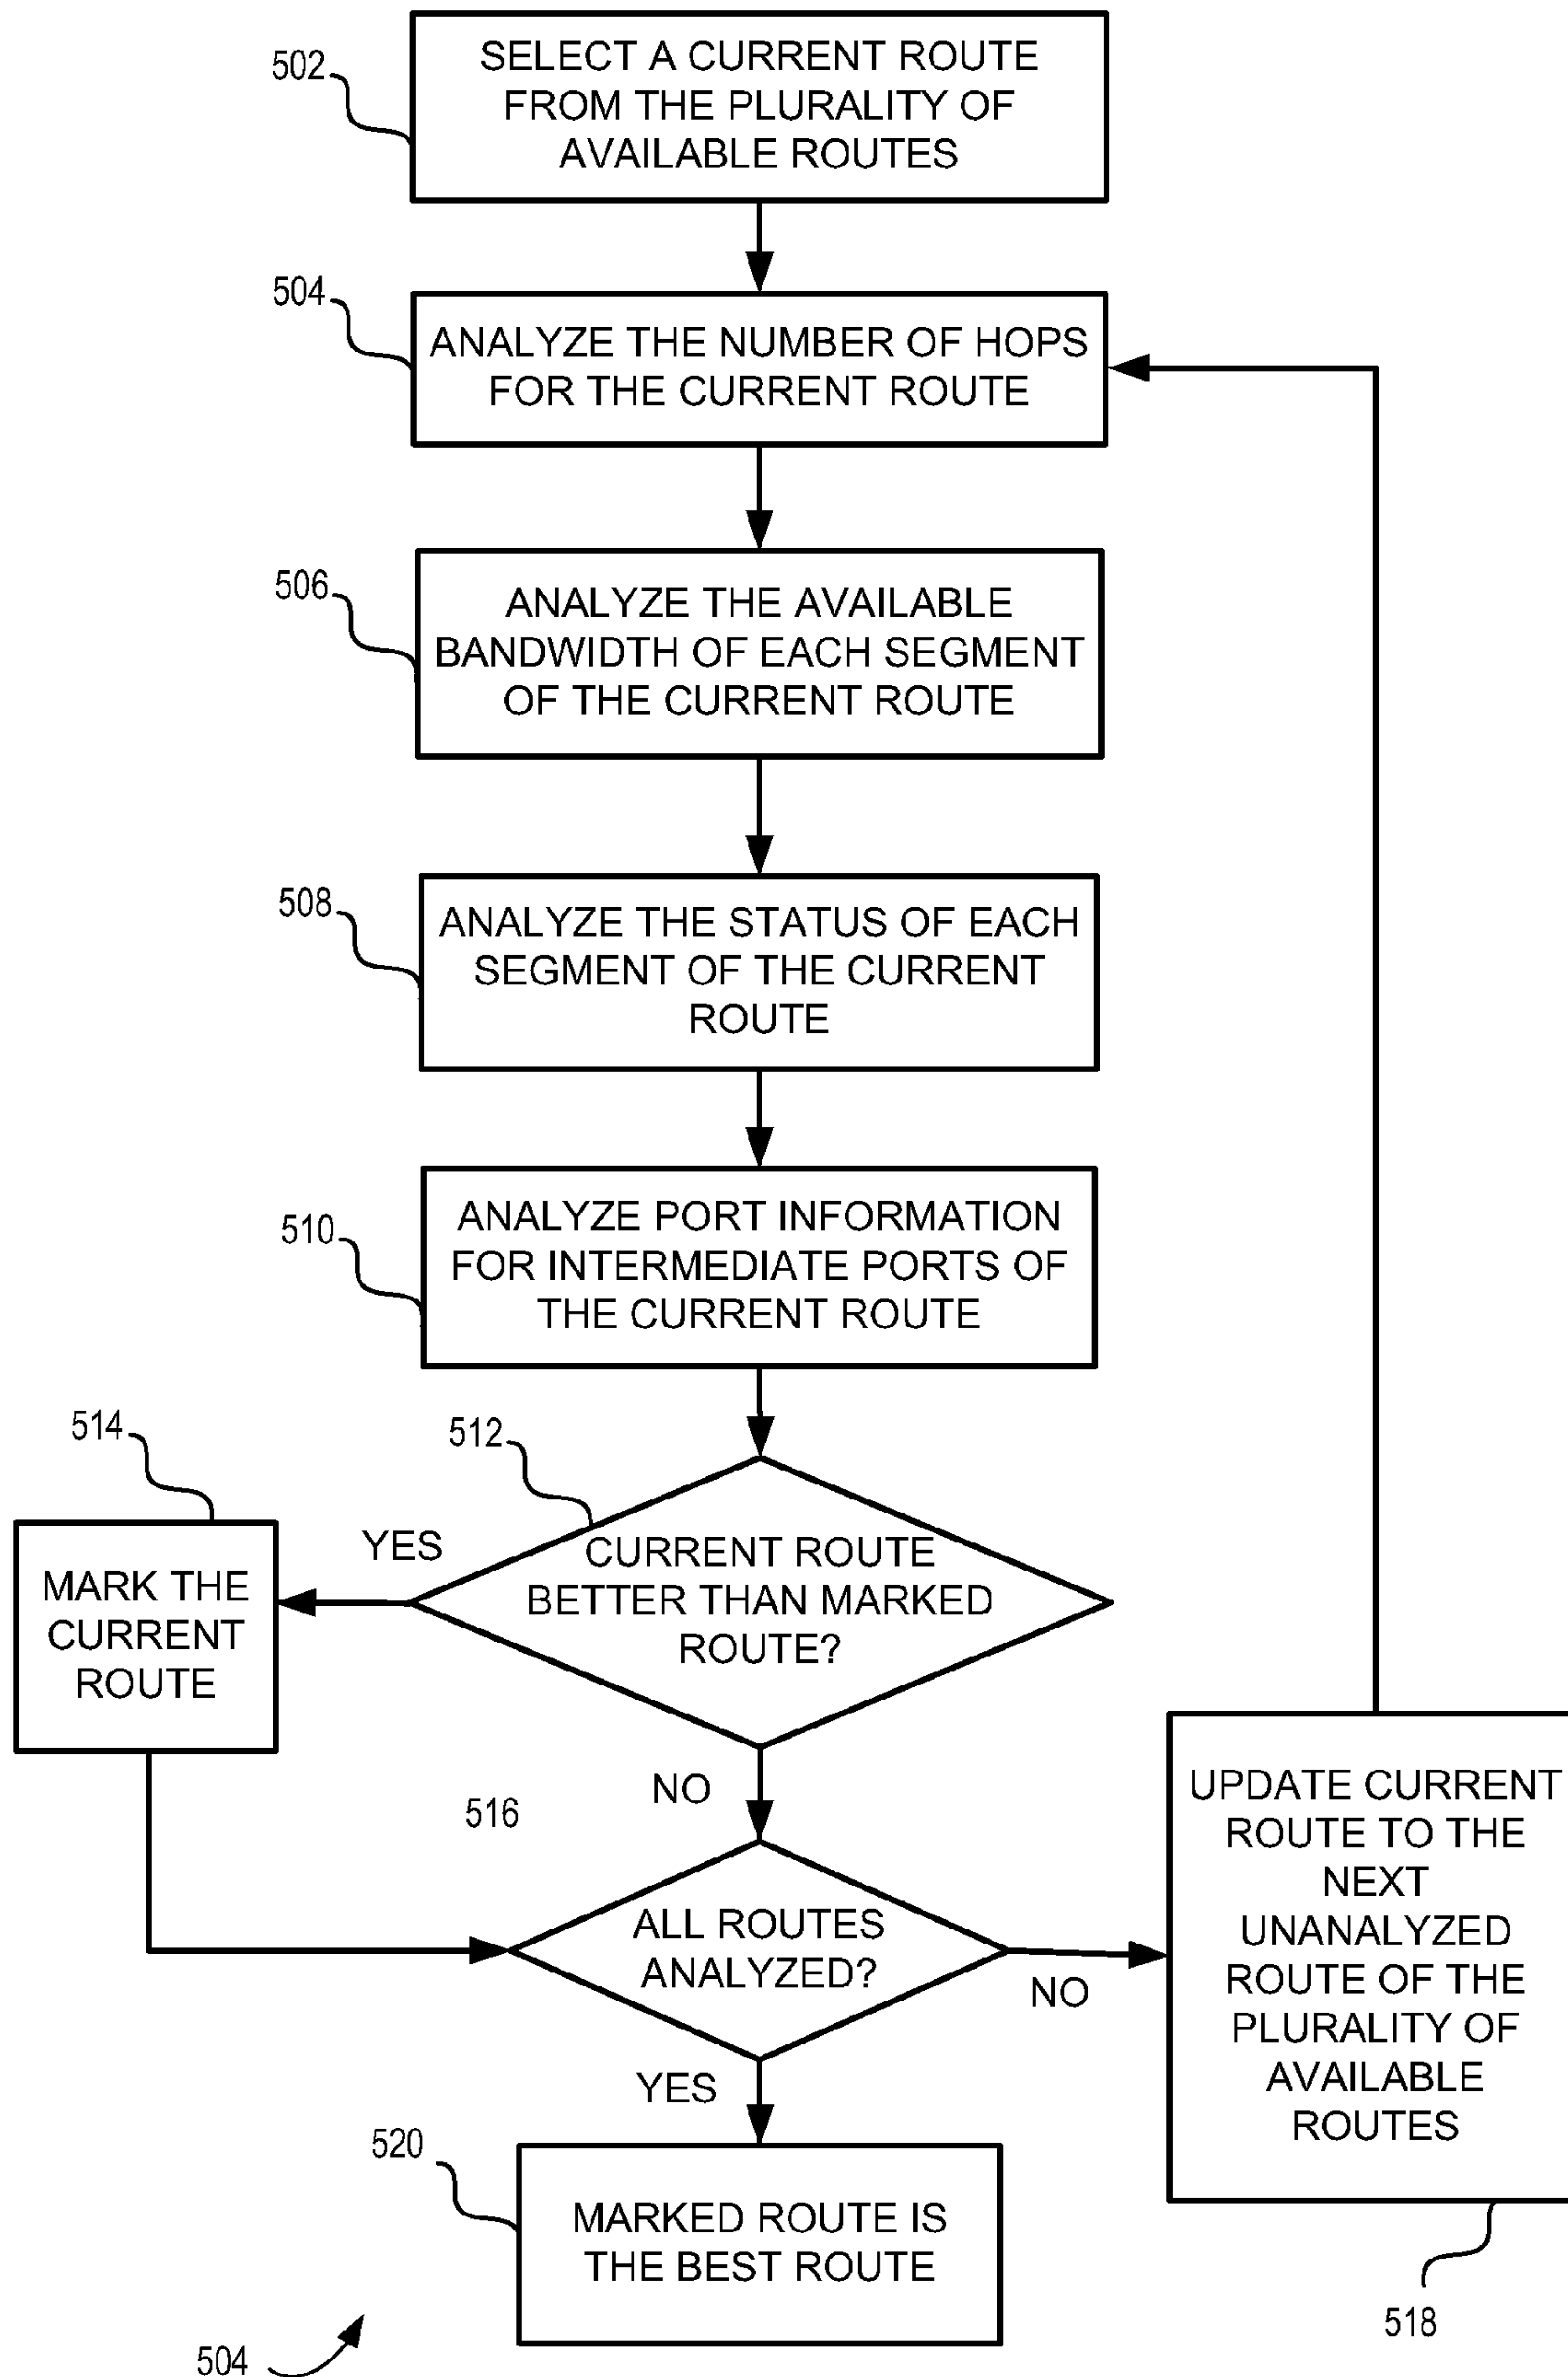 502
SELECT A CURRENT ROUTE
FROM THE PLURALITY OF
AVAILABLE ROUTES
504
ANALYZE THE NUMBER OF HOPS
FOR THE CURRENT ROUTE
506
ANALYZE THE AVAILABLE
BANDWIDTH OF EACH SEGMENT
OF THE CURRENT ROUTE
508
ANALYZE THE STATUS OF EACH
SEGMENT OF THE CURRENT
ROUTE
510
ANALYZE PORT INFORMATION
FOR INTERMEDIATE PORTS OF
THE CURRENT ROUTE
512
CURRENT ROUTE
BETTER THAN MARKED
ROUTE?
YES
514
MARK THE
CURRENT
ROUTE
NO
516
ALL ROUTES
ANALYZED?
NO
UPDATE CURRENT
ROUTE TO THE
NEXT
UNANALYZED
ROUTE OF THE
PLURALITY OF
AVAILABLE
ROUTES
518
YES
520
MARKED ROUTE IS
THE BEST ROUTE
504